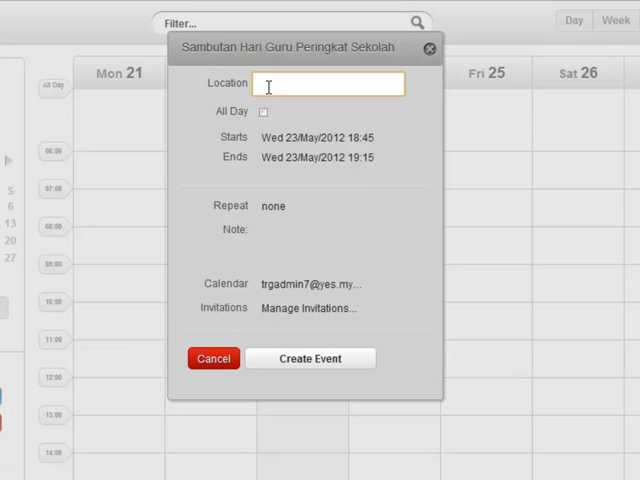 Filter...
Day
Week
Sambutan Hari Guru Peringkat Sekolah
Mon 21
Fri 25
Sat 26
Location
All Day
All Day
Starts Wed 23/May/2012 18:45
Ends Wed 23/May/2012 19:15
06:00
07:00
S
6
Repeat none
13
08:00
Note:
20
27
09:00
Calendar trgadmin7@yes.my...
10:00
Invitations Manage Invitations...
11:00
Cancel Create Event
12:00
13:00
14:00